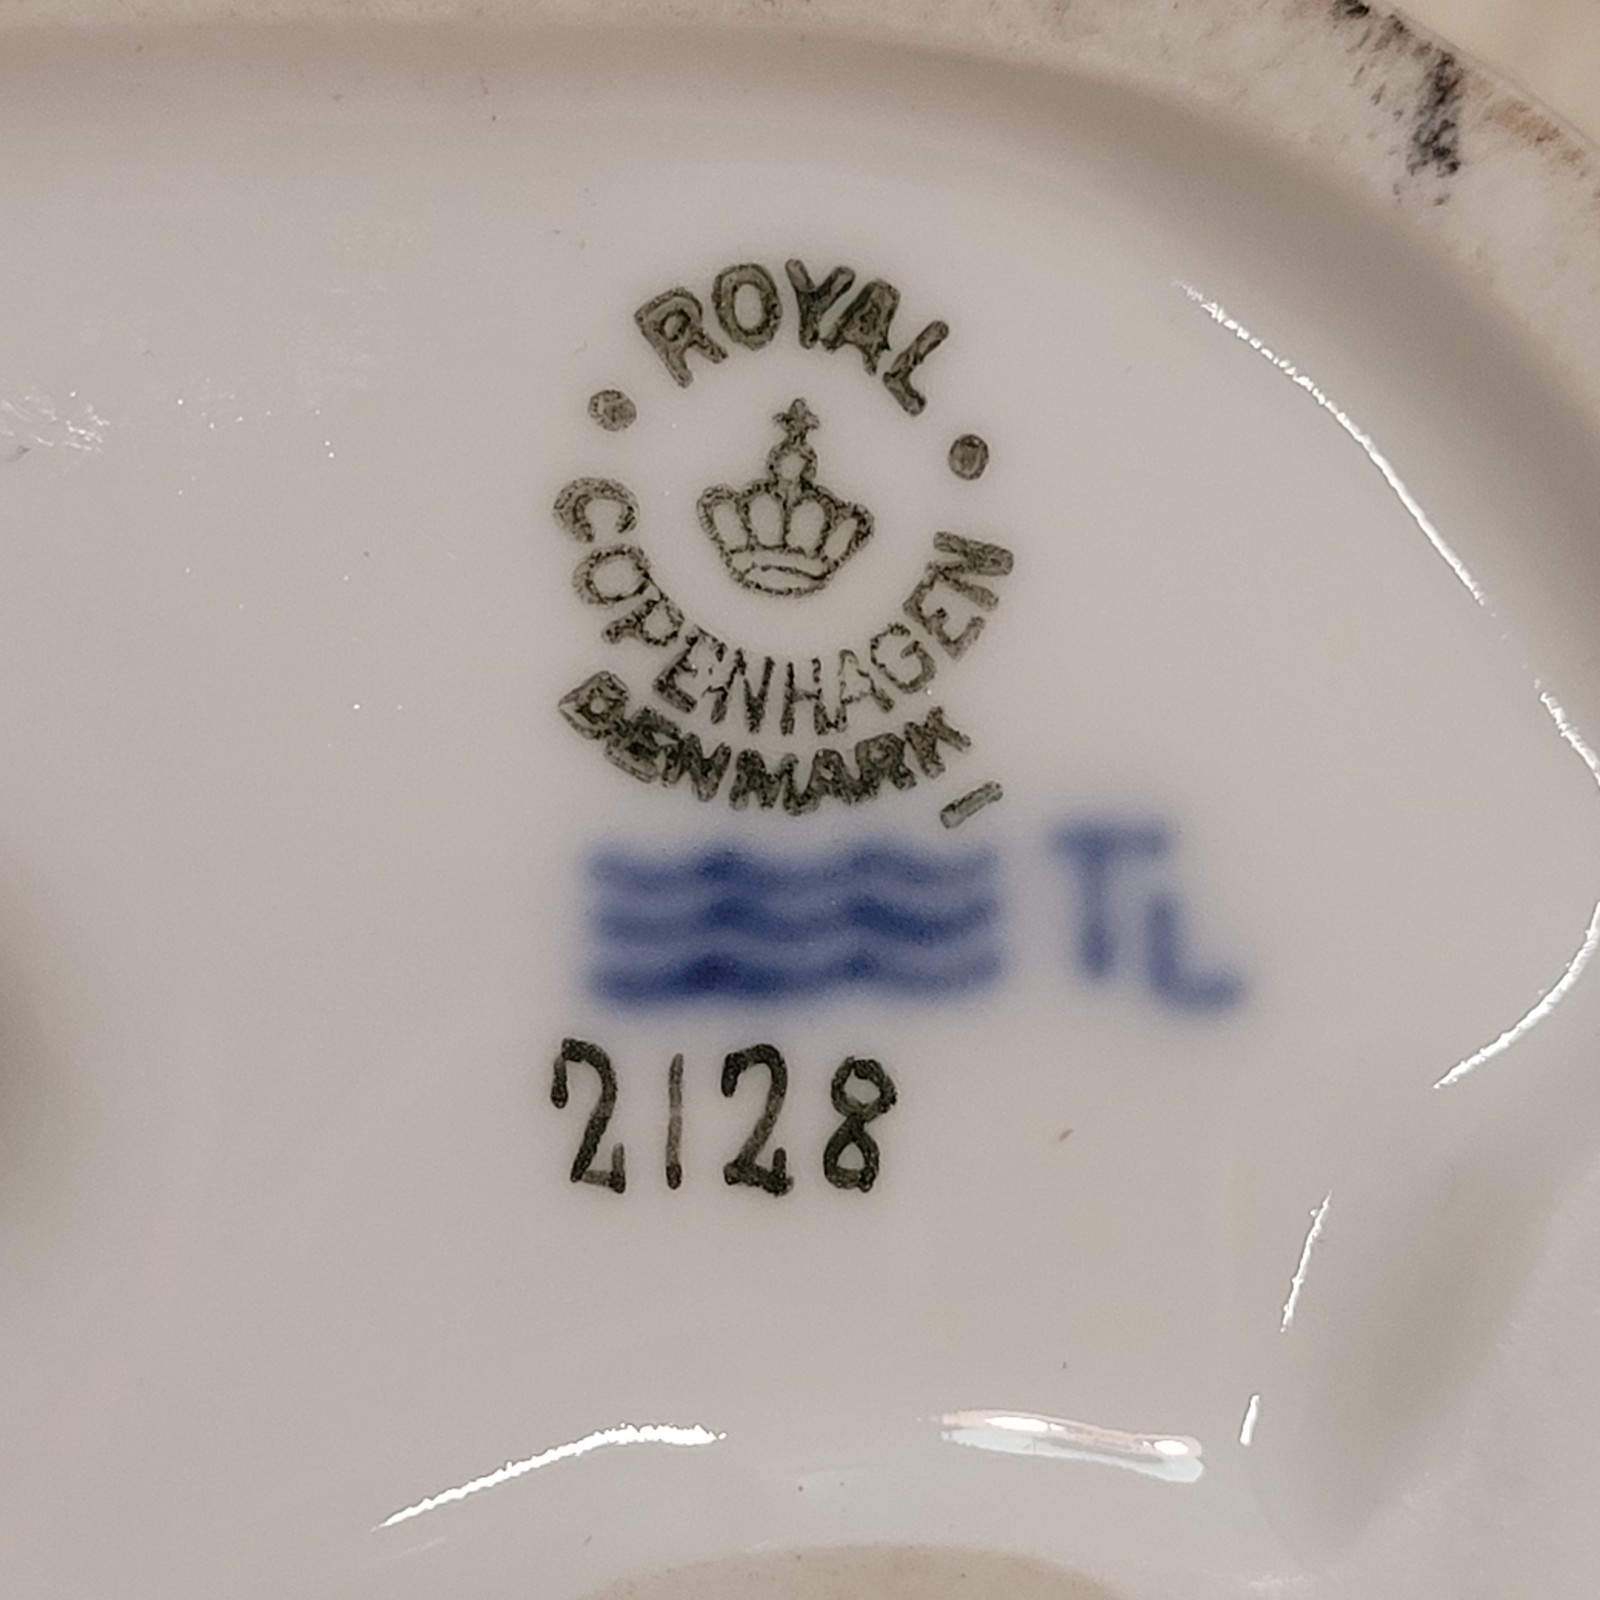 ROYAL
COPENHAGEN
DENMARK
TL
2128